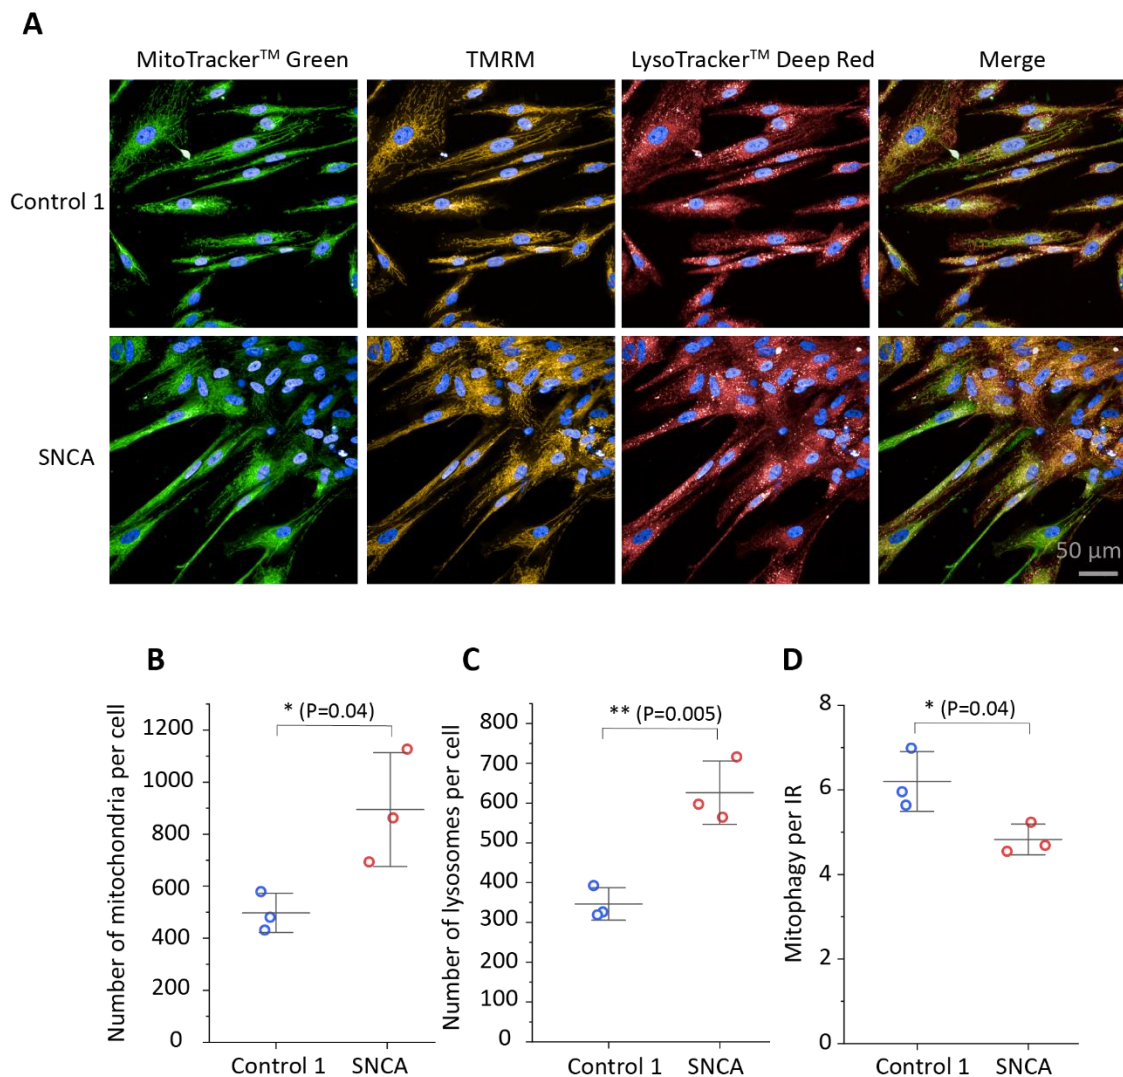 A
MitoTracker™ Green
TMRM
LysoTracker™ Deep Red
Merge
Control 1
SNCA
50 µm
B
Number of mitochondria per cell
1200
1000
800
600
400
200
0
* (P=0.04)
Control 1
SNCA
C
Number of lysosomes per cell
800
700
600
500
400
300
200
100
0
** (P=0.005)
Control 1
SNCA
D
Mitophagy per IR
8
6
4
2
0
* (P=0.04)
Control 1
SNCA